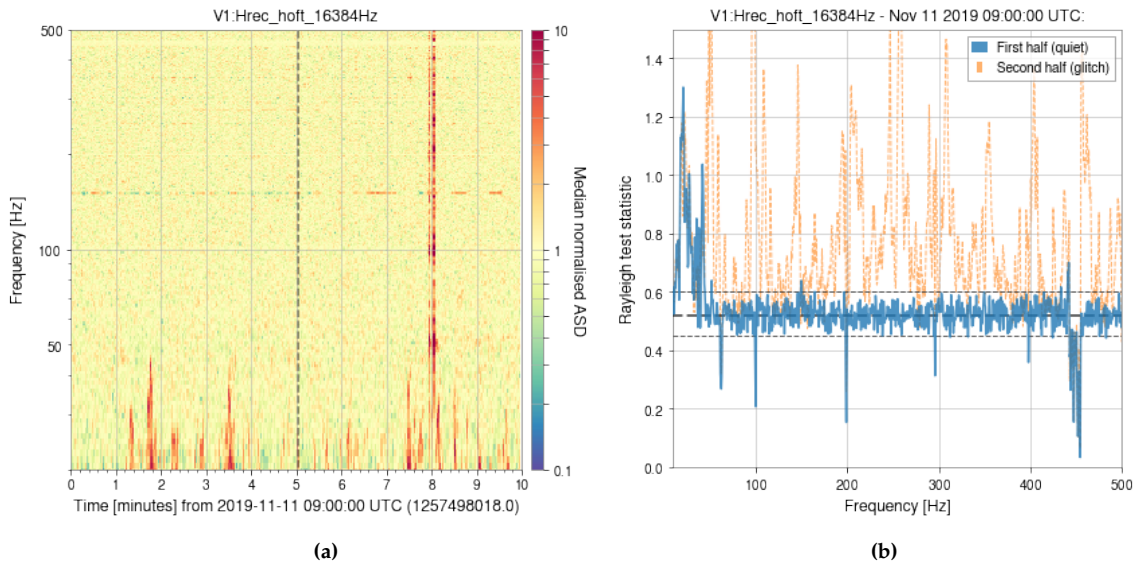 V1:Hrec_hoft_16384Hz
500
100
50
Frequency [Hz]
0 1 2 3 4 5 6 7 8 9 10
Time [minutes] from 2019-11-11 09:00:00 UTC (1257498018.0)
10
1
0.1
Median normalised ASD
(a)
V1:Hrec_hoft_16384Hz - Nov 11 2019 09:00:00 UTC:
First half (quiet)
Second half (glitch)
1.4
1.2
1.0
0.8
0.6
0.4
0.2
0.0
Rayleigh test statistic
100 200 300 400 500
Frequency [Hz]
(b)